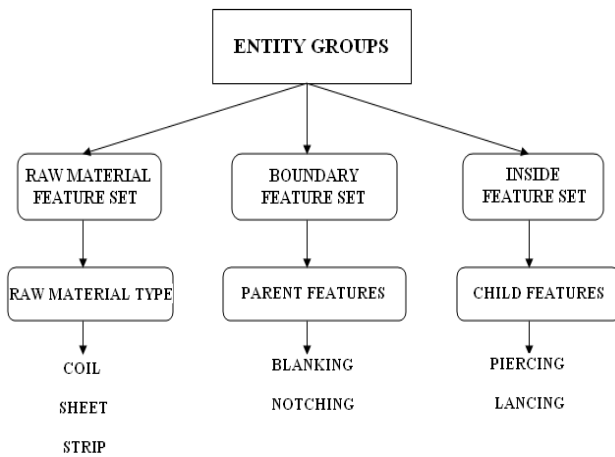 ENTITY GROUPS
RAW MATERIAL
FEATURE SET
BOUNDARY
FEATURE SET
INSIDE
FEATURE SET
RAW MATERIAL TYPE
PARENT FEATURES
CHILD FEATURES
COIL
SHEET
STRIP
BLANKING
NOTCHING
PIERCING
LANCING